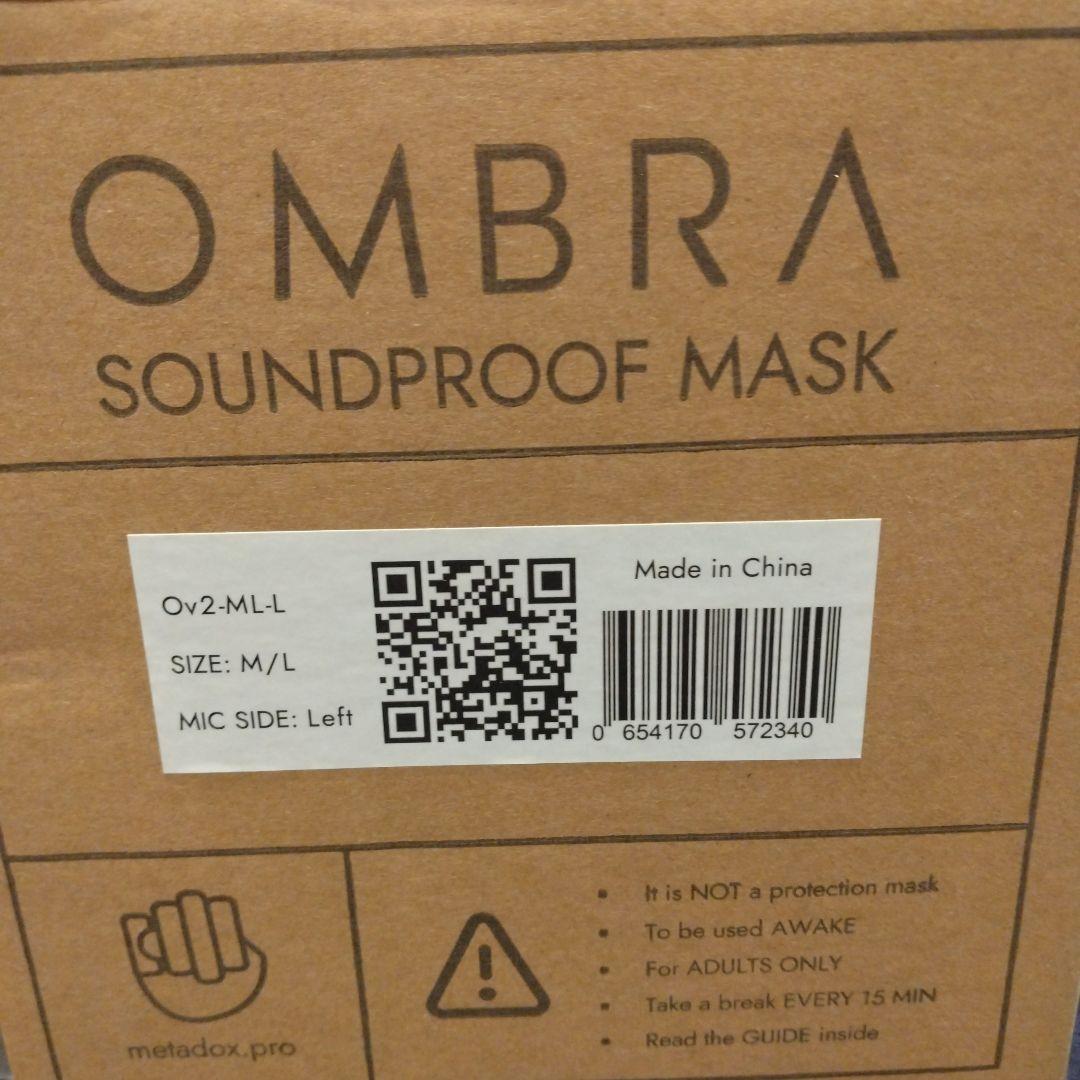 OMBRA
SOUNDPROOF MASK
Ov2-ML-L
SIZE: M/L
MIC SIDE: Left
Made in China
0 654170 572340
metadox.pro
It is NOT a protection mask
To be used AWAKE
For ADULTS ONLY
Take a break EVERY 15 MIN
Read the GUIDE inside